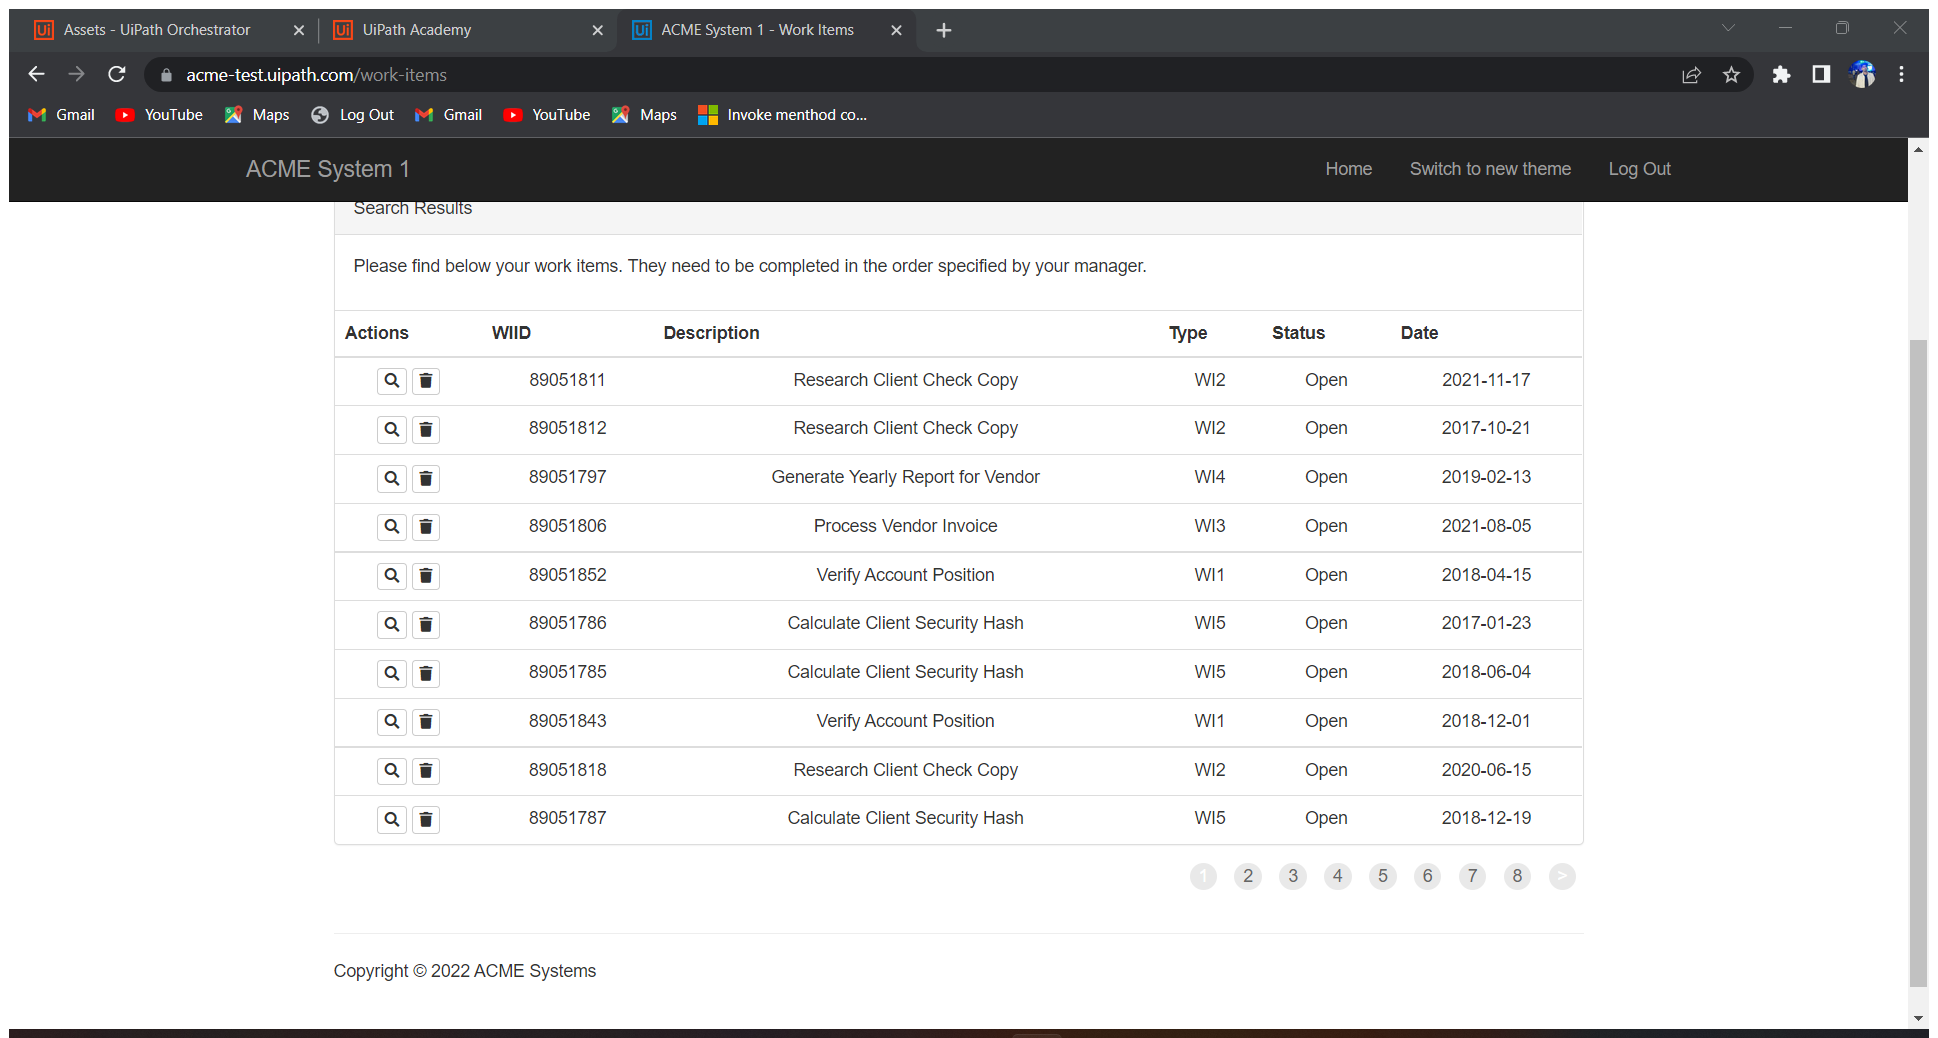 Assets - UiPath Orchestrator UiPath Academy ACME System 1 - Work Items
acme-test.uipath.com/work-items
Gmail YouTube Maps Log Out Gmail YouTube Maps Invoke menthod co...
ACME System 1 Home Switch to new theme Log Out
Search Results
Please find below your work items. They need to be completed in the order specified by your manager.
Actions WIID Description Type Status Date
89051811 Research Client Check Copy WI2 Open 2021-11-17
89051812 Research Client Check Copy WI2 Open 2017-10-21
89051797 Generate Yearly Report for Vendor WI4 Open 2019-02-13
89051806 Process Vendor Invoice WI3 Open 2021-08-05
89051852 Verify Account Position WI1 Open 2018-04-15
89051786 Calculate Client Security Hash WI5 Open 2017-01-23
89051785 Calculate Client Security Hash WI5 Open 2018-06-04
89051843 Verify Account Position WI1 Open 2018-12-01
89051818 Research Client Check Copy WI2 Open 2020-06-15
89051787 Calculate Client Security Hash WI5 Open 2018-12-19
1 2 3 4 5 6 7 8 >
Copyright © 2022 ACME Systems